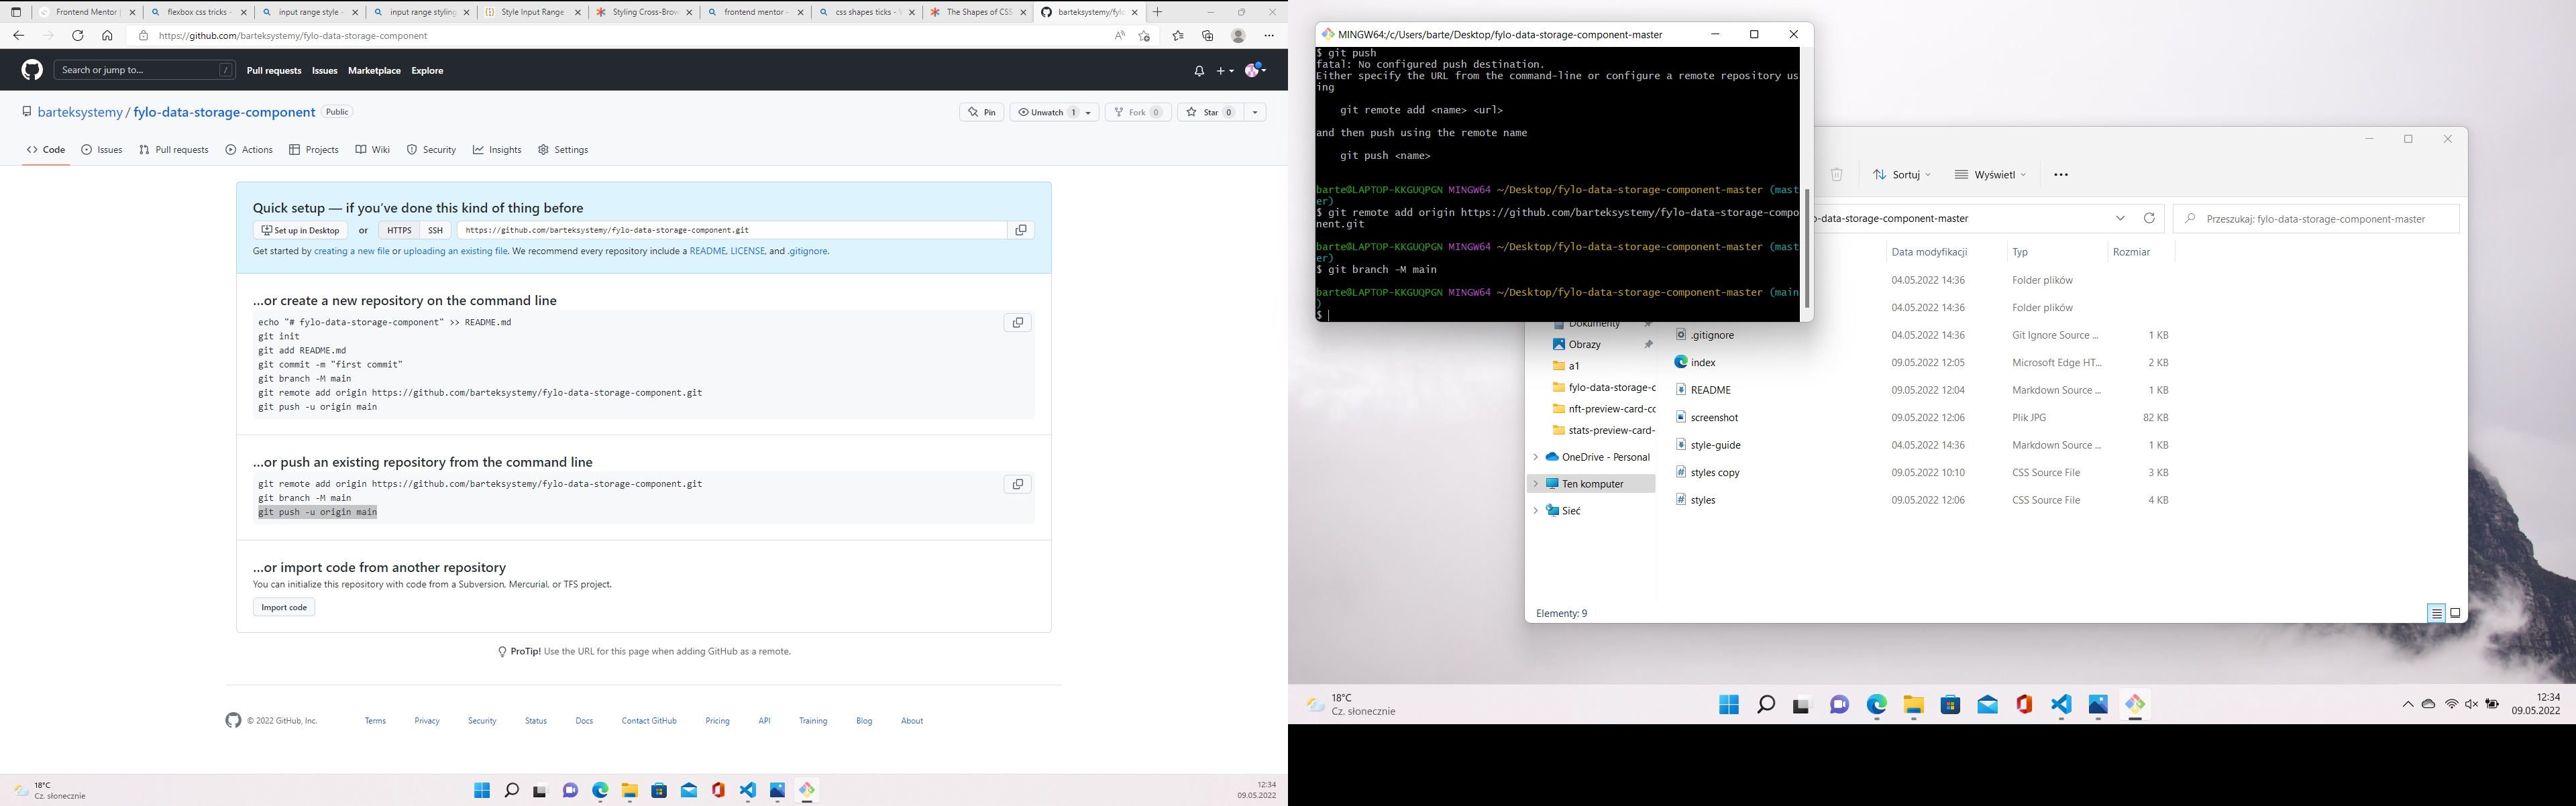 Frontend Mentor |
flexbox css tricks -
input range style -
input range styling
Style Input Range
Styling Cross-Brow
frontend mentor -
css shapes ticks - W
The Shapes of CSS
barteksystemy/fylo
https://github.com/barteksystemy/fylo-data-storage-component
Search or jump to...
/
Pull requests
Issues
Marketplace
Explore
barteksystemy / fylo-data-storage-component
Public
Pin
Unwatch 1
Fork 0
Star 0
Code
Issues
Pull requests
Actions
Projects
Wiki
Security
Insights
Settings
Quick setup — if you've done this kind of thing before
Set up in Desktop
or
HTTPS
SSH
https://github.com/barteksystemy/fylo-data-storage-component.git
Get started by creating a new file or uploading an existing file. We recommend every repository include a README, LICENSE, and .gitignore.
...or create a new repository on the command line
echo "# fylo-data-storage-component" >> README.md
git init
git add README.md
git commit -m "first commit"
git branch -M main
git remote add origin https://github.com/barteksystemy/fylo-data-storage-component.git
git push -u origin main
...or push an existing repository from the command line
git remote add origin https://github.com/barteksystemy/fylo-data-storage-component.git
git branch -M main
git push -u origin main
...or import code from another repository
You can initialize this repository with code from a Subversion, Mercurial, or TFS project.
Import code
ProTip! Use the URL for this page when adding GitHub as a remote.
© 2022 GitHub, Inc.
Terms
Privacy
Security
Status
Docs
Contact GitHub
Pricing
API
Training
Blog
About
18°C
Cz. słonecznie
12:34
09.05.2022
MINGW64:/c/Users/barte/Desktop/fylo-data-storage-component-master
$ git push
fatal: No configured push destination.
Either specify the URL from the command-line or configure a remote repository us
ing
git remote add <name> <url>
and then push using the remote name
git push <name>
barte@LAPTOP-KKGUQPGN MINGW64 ~/Desktop/fylo-data-storage-component-master (mast
er)
$ git remote add origin https://github.com/barteksystemy/fylo-data-storage-compo
nent.git
barte@LAPTOP-KKGUQPGN MINGW64 ~/Desktop/fylo-data-storage-component-master (mast
er)
$ git branch -M main
barte@LAPTOP-KKGUQPGN MINGW64 ~/Desktop/fylo-data-storage-component-master (main
)
$
Sortuj
Wyświetl
o-data-storage-component-master
Przeszukaj: fylo-data-storage-component-master
Data modyfikacji
Typ
Rozmiar
04.05.2022 14:36 Folder plików
04.05.2022 14:36 Folder plików
.gitignore 04.05.2022 14:36 Git Ignore Source ... 1 KB
index 09.05.2022 12:05 Microsoft Edge HT... 2 KB
README 09.05.2022 12:04 Markdown Source ... 1 KB
screenshot 09.05.2022 12:06 Plik JPG 82 KB
style-guide 04.05.2022 14:36 Markdown Source ... 1 KB
styles copy 09.05.2022 10:10 CSS Source File 3 KB
styles 09.05.2022 12:06 CSS Source File 4 KB
Dokumenty
Obrazy
a1
fylo-data-storage-c
nft-preview-card-cc
stats-preview-card-
OneDrive - Personal
Ten komputer
Sieć
Elementy: 9
18°C
Cz. słonecznie
12:34
09.05.2022